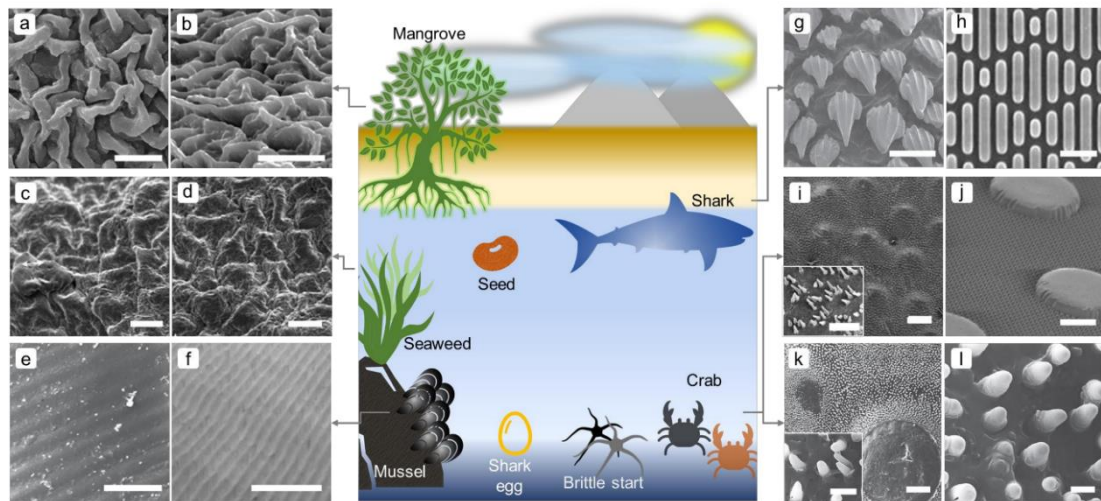 a
b
Mangrove
g
h
c
d
Shark
i
j
Seed
Seaweed
e
f
Crab
k
l
Mussel
Shark
egg
Brittle start